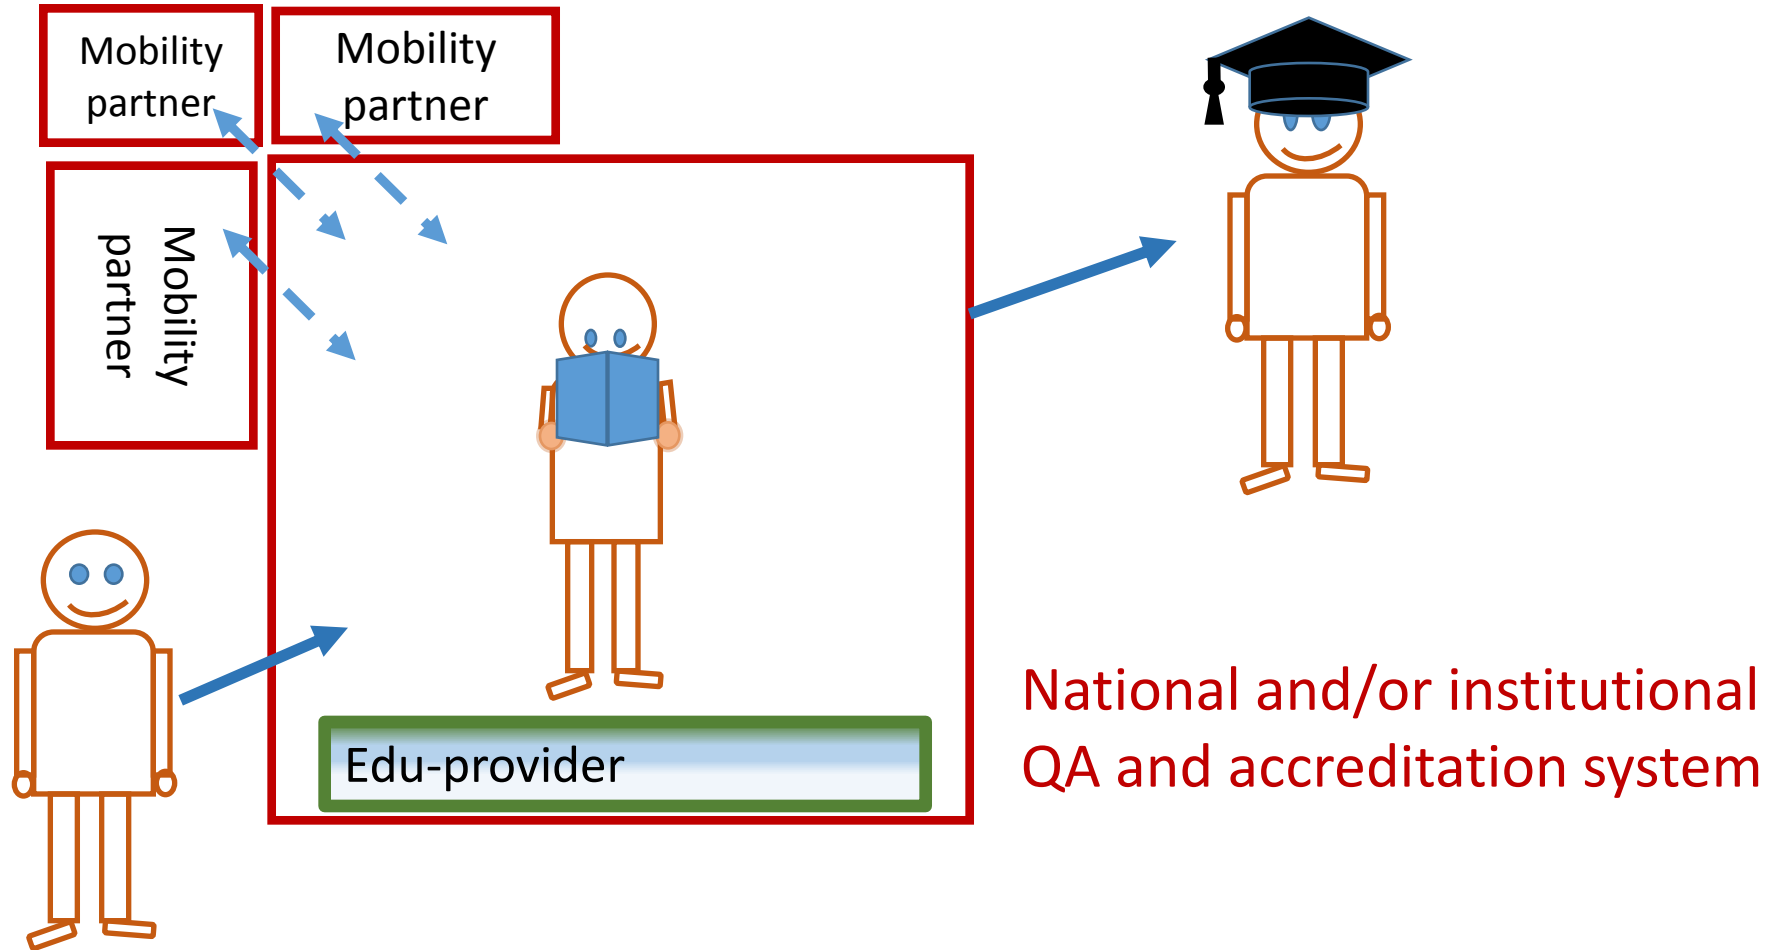 Mobility
partner
Mobility
partner
Mobility
partner
Edu-provider
National and/or institutional
QA and accreditation system